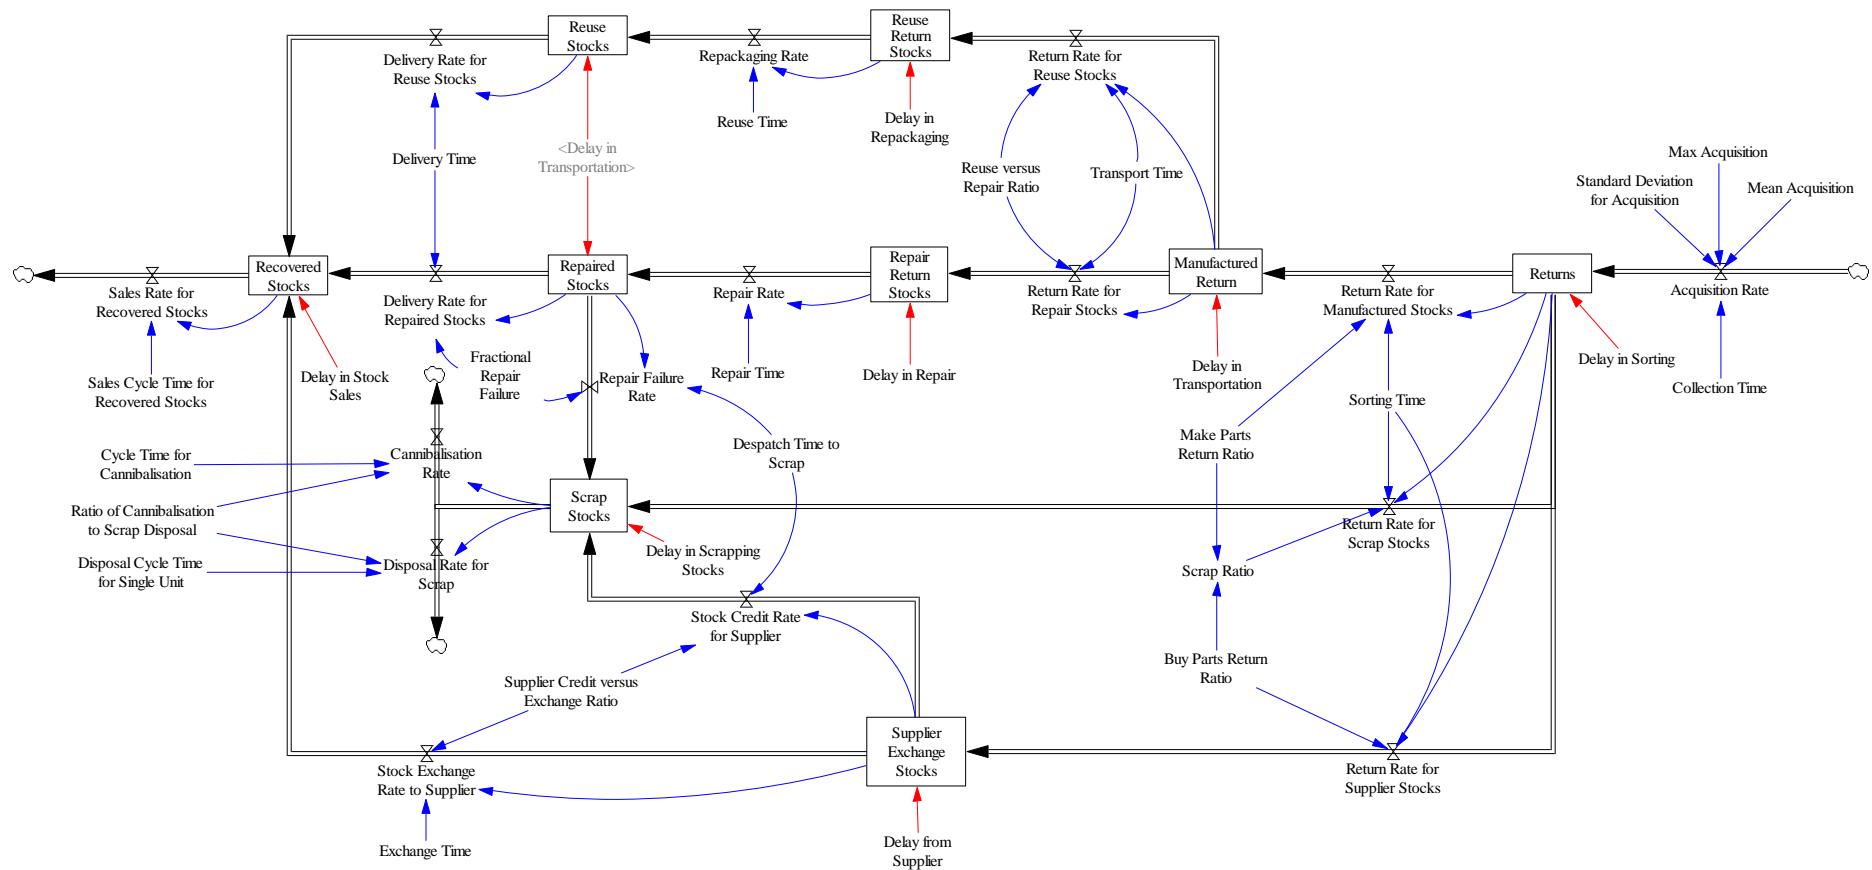 Reuse
Stocks
Reuse
Return
Stocks
Delivery Rate for
Reuse Stocks
Repackaging Rate
Return Rate for
Reuse Stocks
Reuse Time
Delay in
Repackaging
Delivery Time
<Delay in
Transportation>
Reuse versus
Repair Ratio
Transport Time
Max Acquisition
Standard Deviation
for Acquisition
Mean Acquisition
Recovered
Stocks
Repaired
Stocks
Repair
Return
Stocks
Manufactured
Return
Returns
Sales Rate for
Recovered Stocks
Delivery Rate for
Repaired Stocks
Repair Rate
Return Rate for
Repair Stocks
Return Rate for
Manufactured Stocks
Acquisition Rate
Sales Cycle Time for
Recovered Stocks
Delay in Stock
Sales
Fractional
Repair
Failure
Repair Failure
Rate
Repair Time
Delay in Repair
Delay in
Transportation
Delay in Sorting
Collection Time
Sorting Time
Make Parts
Return Ratio
Despatch Time to
Scrap
Cycle Time for
Cannibalisation
Cannibalisation
Rate
Ratio of Cannibalisation
to Scrap Disposal
Scrap
Stocks
Return Rate for
Scrap Stocks
Disposal Cycle Time
for Single Unit
Disposal Rate for
Scrap
Delay in Scrapping
Stocks
Scrap Ratio
Stock Credit Rate
for Supplier
Supplier Credit versus
Exchange Ratio
Buy Parts Return
Ratio
Supplier
Exchange
Stocks
Stock Exchange
Rate to Supplier
Return Rate for
Supplier Stocks
Exchange Time
Delay from
Supplier